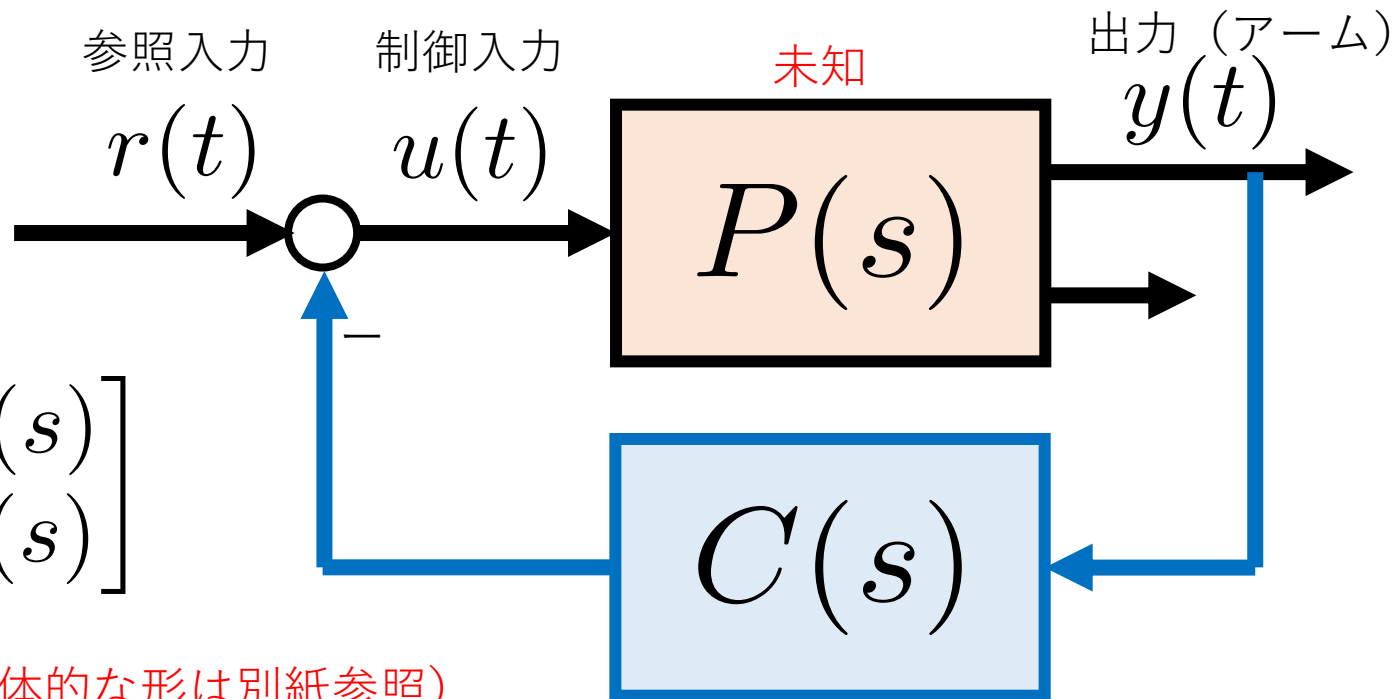 参照入力
制御入力
未知
出力（アーム）
r(t)
u(t)
y(t)
P(s)
−
(s)
(s)
C(s)
体的な形は別紙参照）